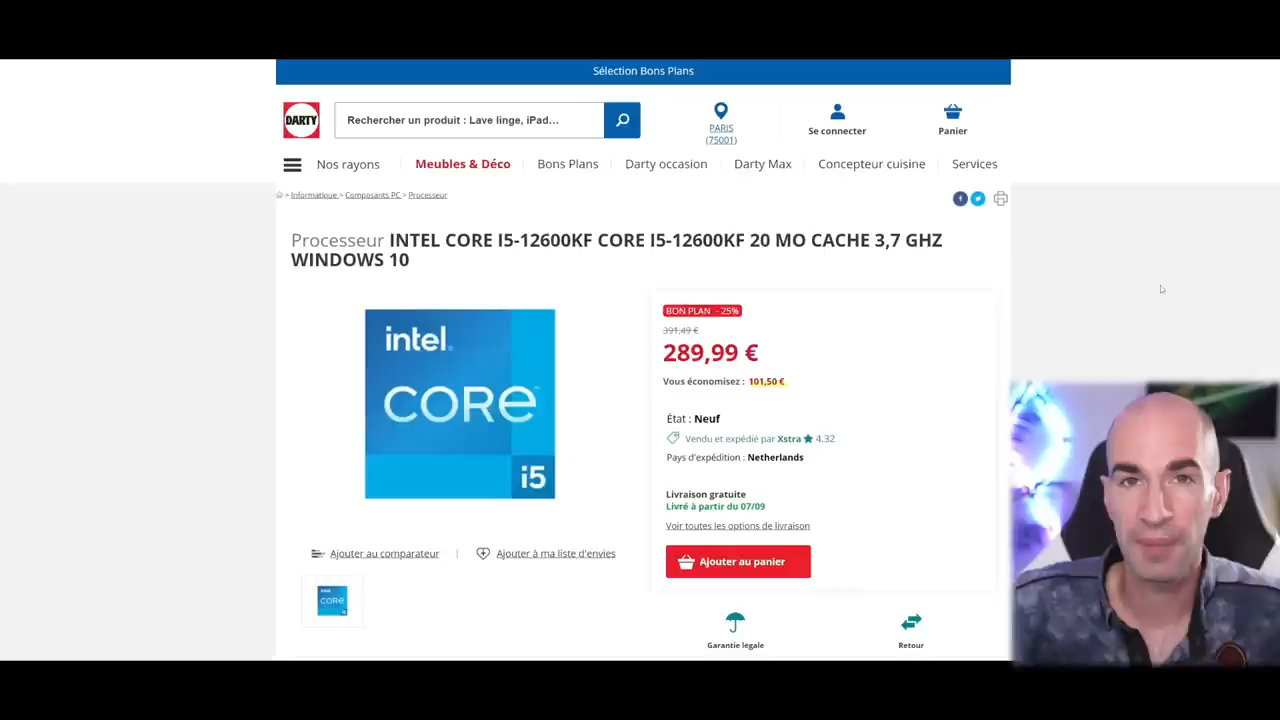 Sélection Bons Plans
DARTY
Rechercher un produit : Lave linge, iPad...
PARIS
(75001)
Se connecter
Panier
Nos rayons
Meubles & Déco
Bons Plans
Darty occasion
Darty Max
Concepteur cuisine
Services
> Informatique > Composants PC > Processeur
Processeur INTEL CORE I5-12600KF CORE I5-12600KF 20 MO CACHE 3,7 GHZ
WINDOWS 10
intel.
CORE™
i5
BON PLAN - 25%
391,49 €
289,99 €
Vous économisez : 101,50 €
État : Neuf
Vendu et expédié par Xstra ★ 4.32
Pays d'expédition : Netherlands
Livraison gratuite
Livré à partir du 07/09
Voir toutes les options de livraison
Ajouter au panier
Ajouter au comparateur
Ajouter à ma liste d'envies
intel
CORE
i5
Garantie légale
Retour